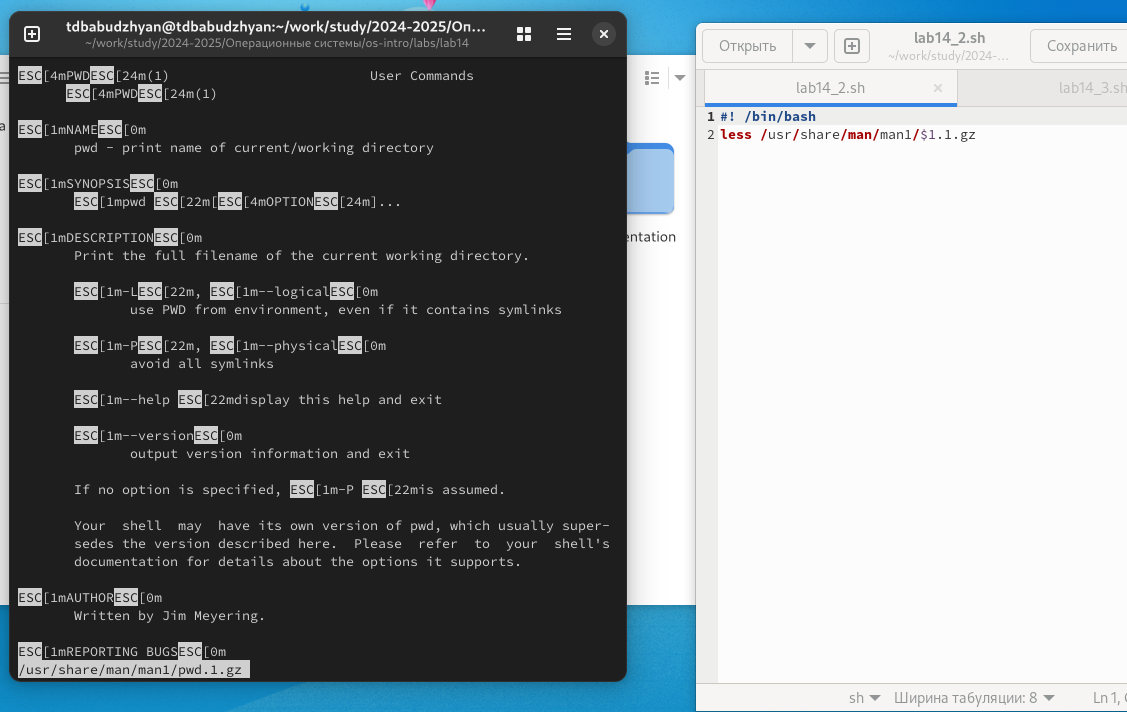 tdbabudzhyan@tdbabudzhyan:~/work/study/2024-2025/Оп…
~/work/study/2024-2025/Операционные системы/os-intro/labs/lab14
ESC[4mPWDESC[24m(1) User Commands
ESC[4mPWDESC[24m(1)
ESC[1mNAMEESC[0m
pwd - print name of current/working directory
ESC[1mSYNOPSISESC[0m
ESC[1mpwd ESC[22m[ESC[4mOPTIONESC[24m]...
ESC[1mDESCRIPTIONESC[0m
Print the full filename of the current working directory.
ESC[1m-LESC[22m, ESC[1m--logicalESC[0m
use PWD from environment, even if it contains symlinks
ESC[1m-PESC[22m, ESC[1m--physicalESC[0m
avoid all symlinks
ESC[1m--help ESC[22mdisplay this help and exit
ESC[1m--versionESC[0m
output version information and exit
If no option is specified, ESC[1m-P ESC[22mis assumed.
Your shell may have its own version of pwd, which usually super-
sedes the version described here. Please refer to your shell's
documentation for details about the options it supports.
ESC[1mAUTHORESC[0m
Written by Jim Meyering.
ESC[1mREPORTING BUGSESC[0m
/usr/share/man/man1/pwd.1.gz
entation
Открыть
lab14_2.sh
~/work/study/2024-…
Сохранить
lab14_2.sh
lab14_3.sh
1 #! /bin/bash
2 less /usr/share/man/man1/$1.1.gz
sh Ширина табуляции: 8 Ln 1,